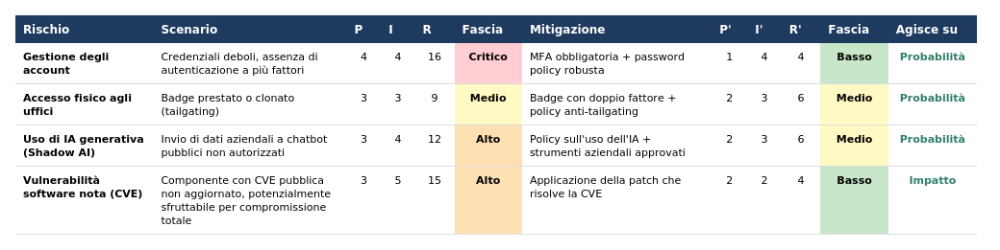 Rischio Scenario P I R Fascia Mitigazione P' I' R' Fascia Agisce su
Gestione degli account Credenziali deboli, assenza di autenticazione a più fattori 4 4 16 Critico MFA obbligatoria + password policy robusta 1 4 4 Basso Probabilità
Accesso fisico agli uffici Badge prestato o clonato (tailgating) 3 3 9 Medio Badge con doppio fattore + policy anti-tailgating 2 3 6 Medio Probabilità
Uso di IA generativa (Shadow AI) Invio di dati aziendali a chatbot pubblici non autorizzati 3 4 12 Alto Policy sull'uso dell'IA + strumenti aziendali approvati 2 3 6 Medio Probabilità
Vulnerabilità software nota (CVE) Componente con CVE pubblica non aggiornato, potenzialmente sfruttabile per compromissione totale 3 5 15 Alto Applicazione della patch che risolve la CVE 2 2 4 Basso Impatto